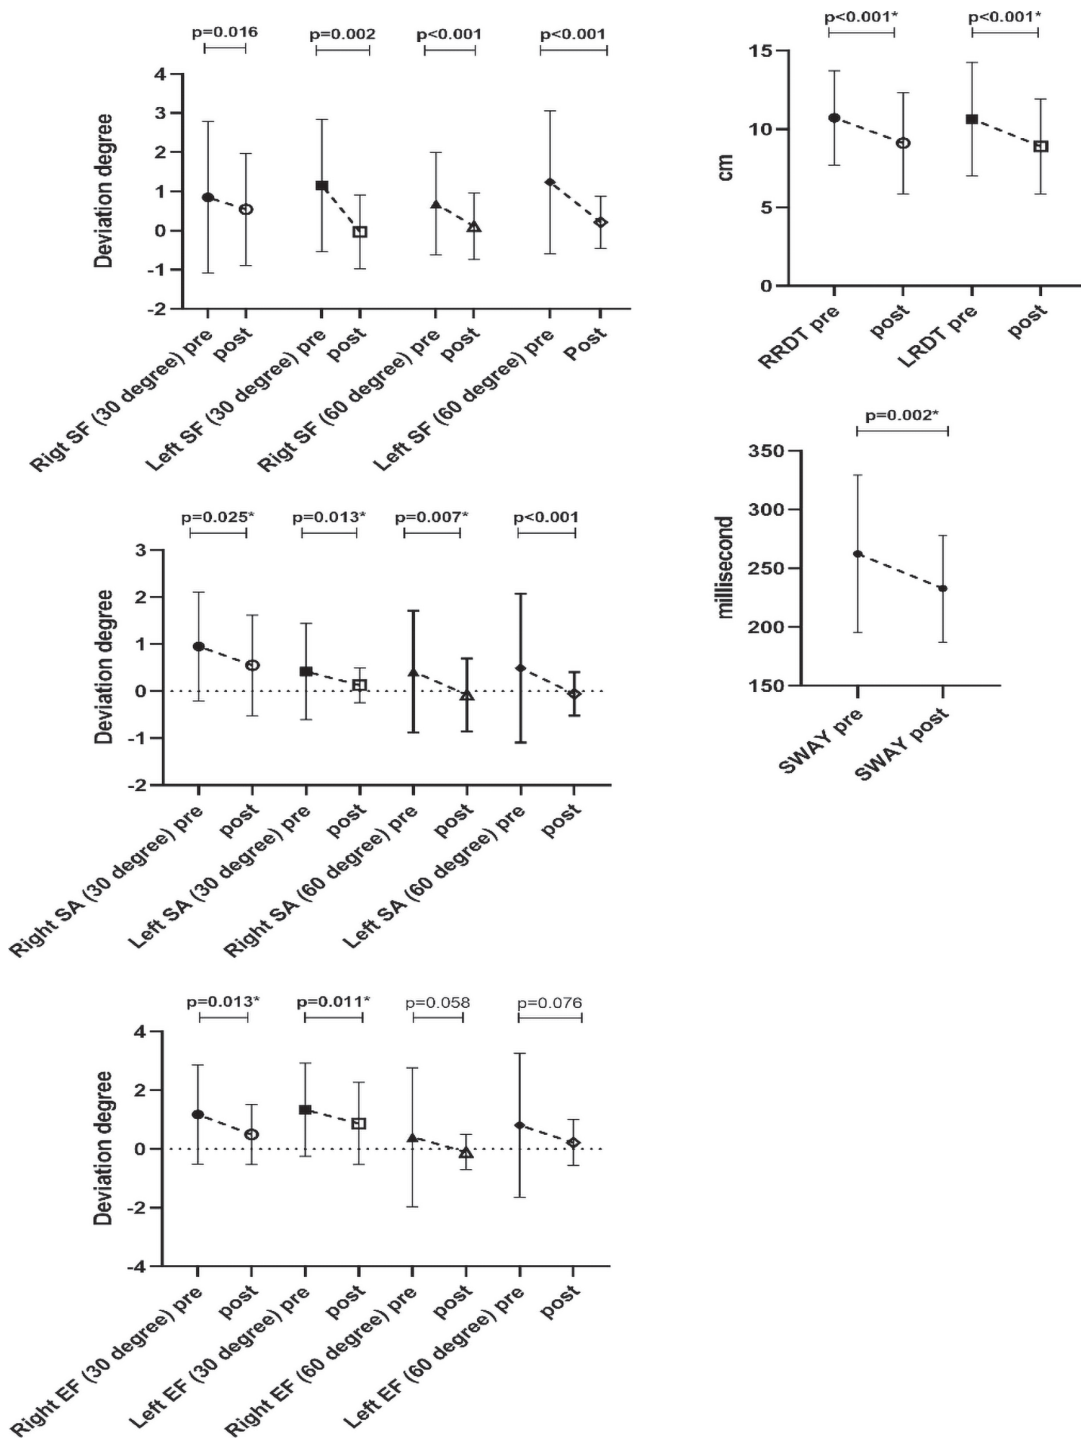 p=0.016 p=0.002 p<0.001 p<0.001
4
3
2
1
0
-1
-2
Deviation degree
Rigt SF (30 degree) pre
post
Left SF (30 degree) pre
post
Rigt SF (60 degree) pre
post
Left SF (60 degree) pre
Post
p<0.001* p<0.001*
15
10
5
0
cm
RRDT pre
post
LRDT pre
post
p=0.002*
350
300
250
200
150
millisecond
SWAY pre
SWAY post
p=0.025* p=0.013* p=0.007* p<0.001
3
2
1
0
-1
-2
Deviation degree
Right SA (30 degree) pre
post
Left SA (30 degree) pre
post
Right SA (60 degree) pre
post
Left SA (60 degree) pre
post
p=0.013* p=0.011* p=0.058 p=0.076
4
2
0
-2
-4
Deviation degree
Right EF (30 degree) pre
post
Left EF (30 degree) pre
post
Right EF (60 degree) pre
post
Left EF (60 degree) pre
post